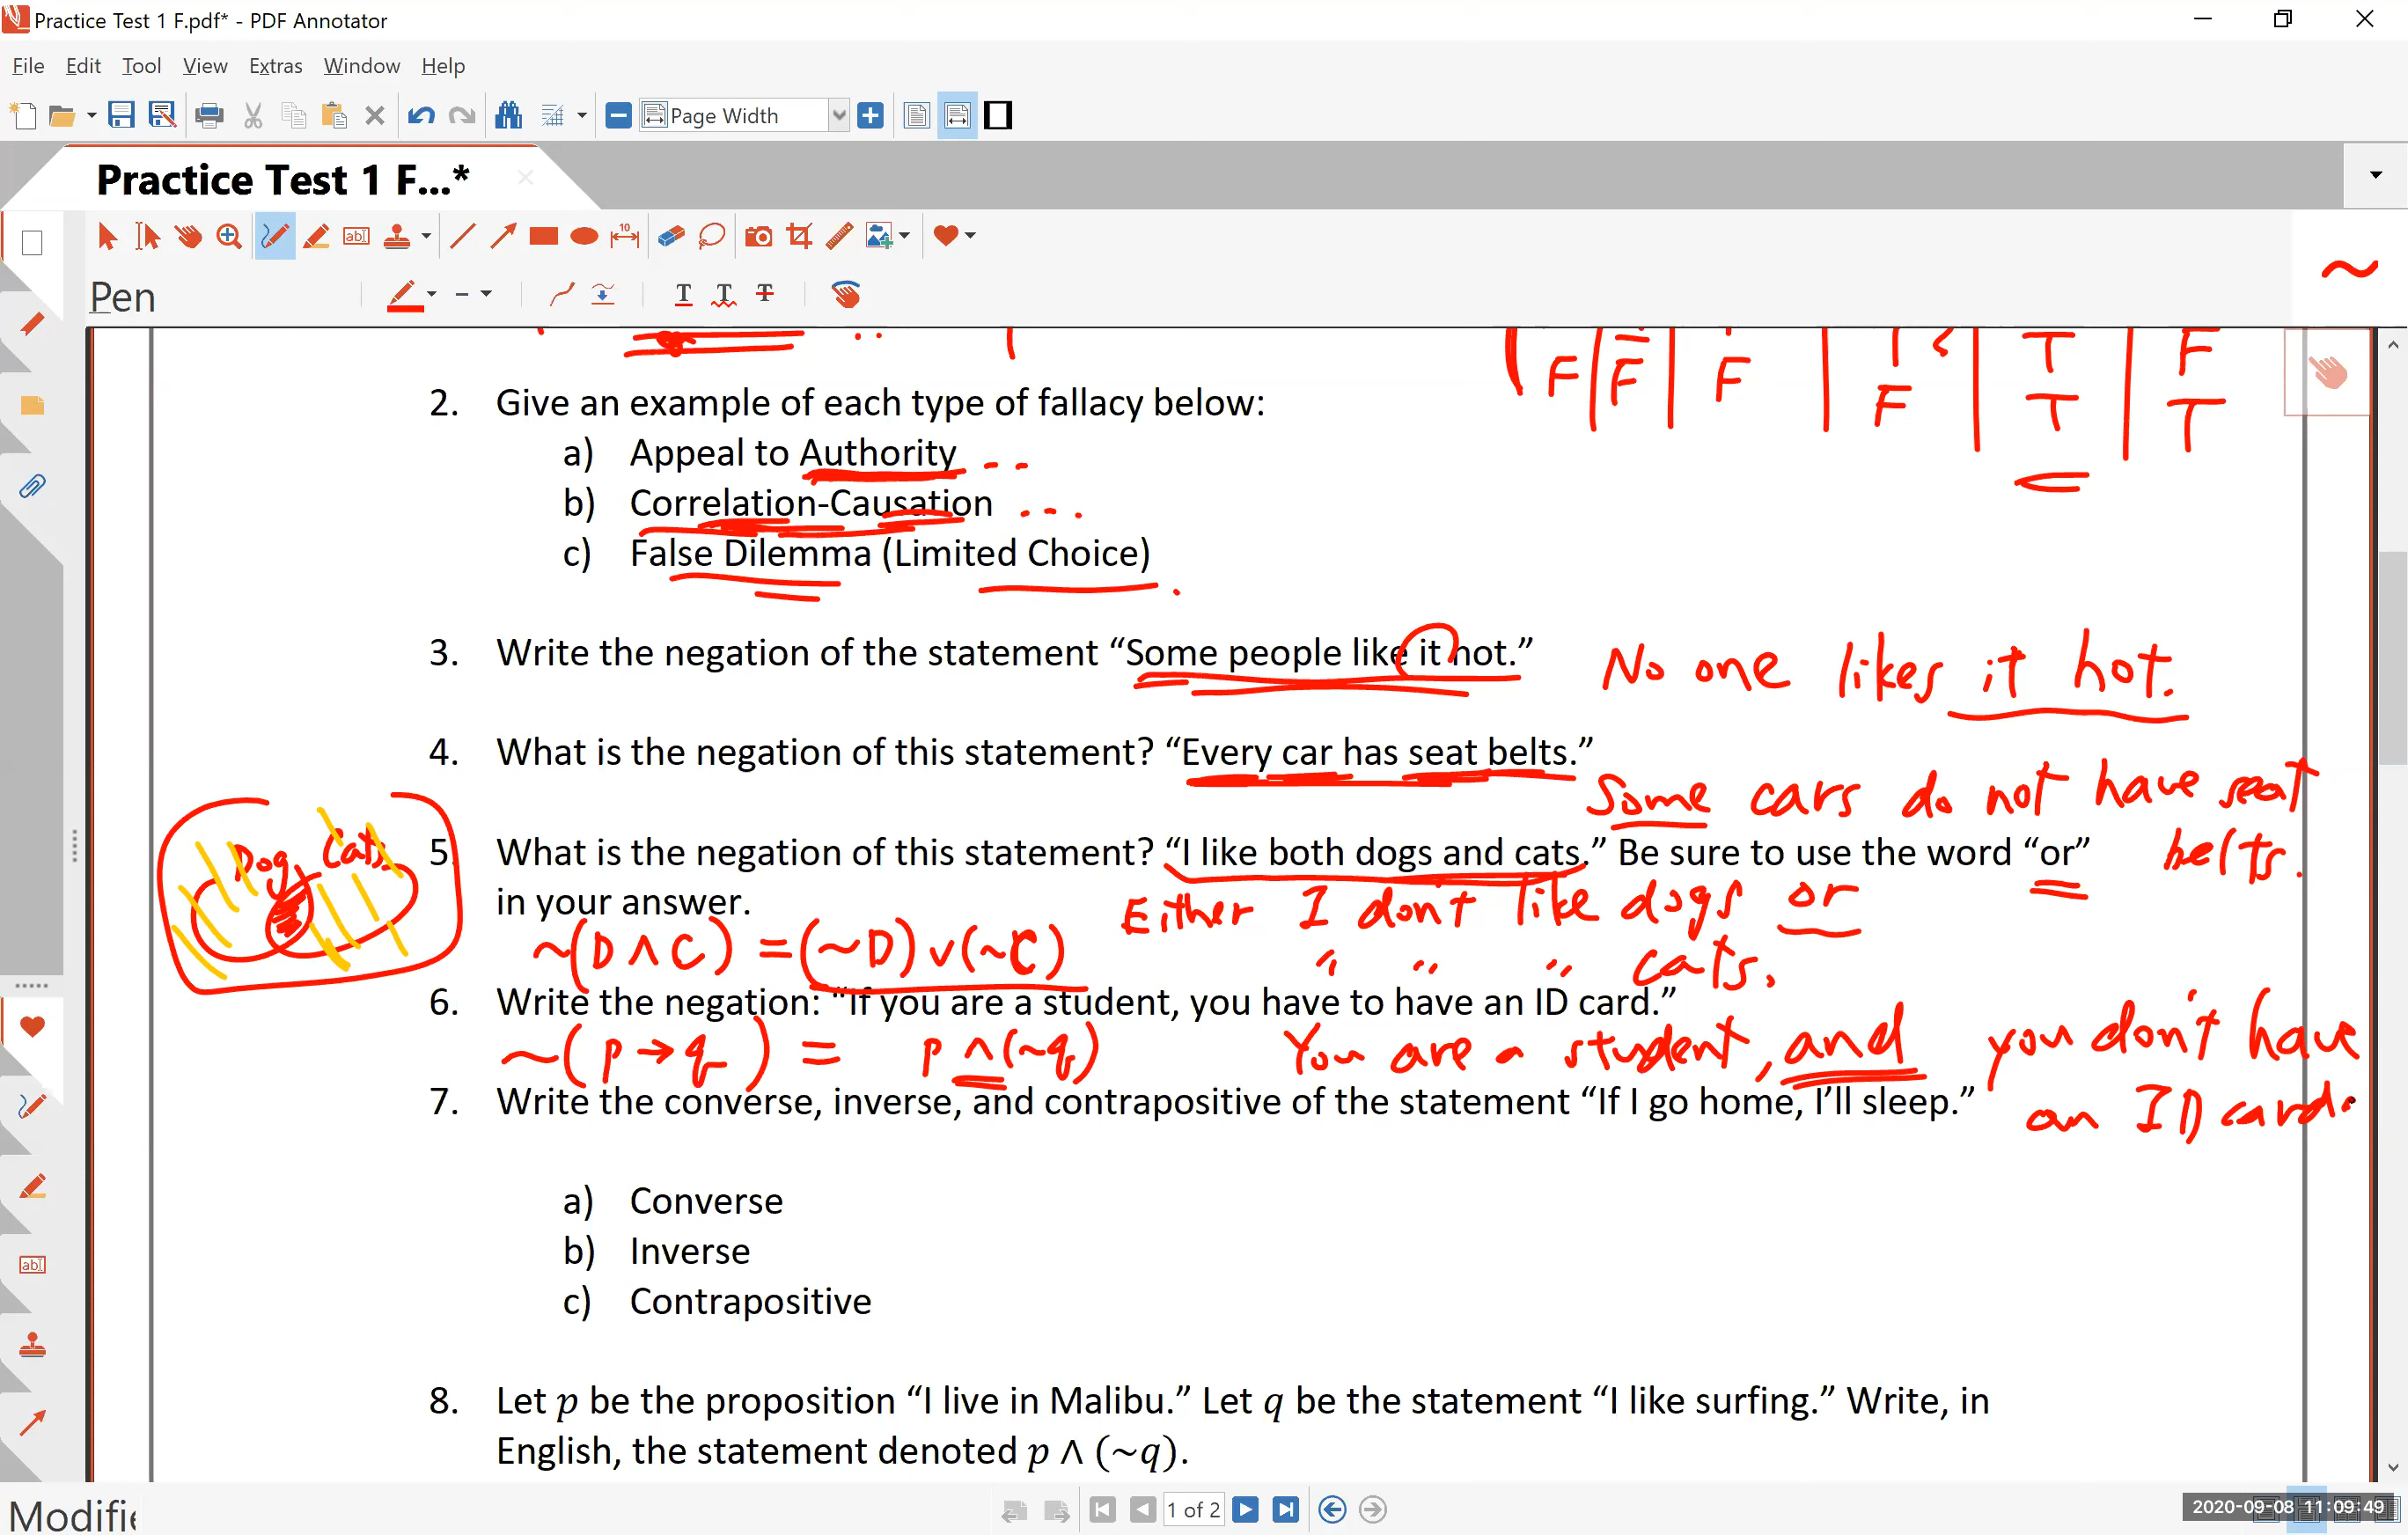 Practice Test 1 F.pdf* - PDF Annotator
File Edit Tool View Extras Window Help
Page Width
Practice Test 1 F...*
Pen
~
F F F F T F
T T
2. Give an example of each type of fallacy below:
a) Appeal to Authority
b) Correlation-Causation
c) False Dilemma (Limited Choice)
3. Write the negation of the statement “Some people like it hot.” No one likes it hot.
4. What is the negation of this statement? “Every car has seat belts.”
Some cars do not have seat belts.
Dog Cats
5. What is the negation of this statement? “I like both dogs and cats.” Be sure to use the word “or”
in your answer.
Either I don't like dogs or
" " " cats.
~(D ∧ C) = (~D) ∨ (~C)
6. Write the negation: “If you are a student, you have to have an ID card.”
~(p → q) = p ∧ (~q) You are a student, and you don't have
an ID card.
7. Write the converse, inverse, and contrapositive of the statement “If I go home, I’ll sleep.”
a) Converse
b) Inverse
c) Contrapositive
8. Let p be the proposition “I live in Malibu.” Let q be the statement “I like surfing.” Write, in
English, the statement denoted p ∧ (~q).
1 of 2
2020-09-08 11:09:49